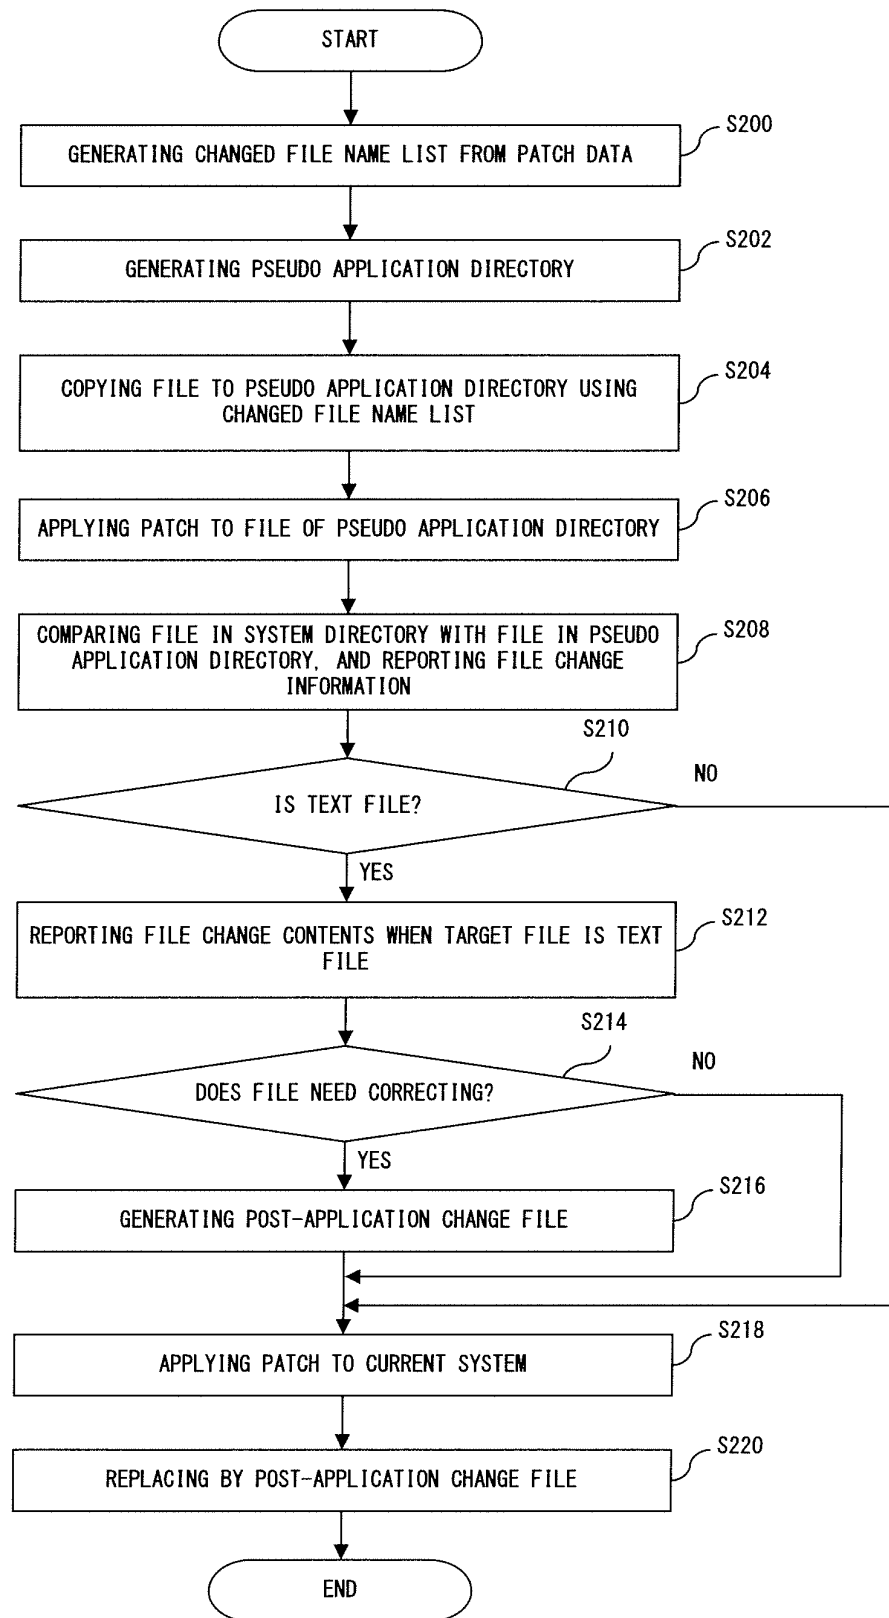 START
S200
GENERATING CHANGED FILE NAME LIST FROM PATCH DATA
S202
GENERATING PSEUDO APPLICATION DIRECTORY
S204
COPYING FILE TO PSEUDO APPLICATION DIRECTORY USING
CHANGED FILE NAME LIST
S206
APPLYING PATCH TO FILE OF PSEUDO APPLICATION DIRECTORY
S208
COMPARING FILE IN SYSTEM DIRECTORY WITH FILE IN PSEUDO
APPLICATION DIRECTORY, AND REPORTING FILE CHANGE
INFORMATION
S210
NO
IS TEXT FILE?
YES
S212
REPORTING FILE CHANGE CONTENTS WHEN TARGET FILE IS TEXT
FILE
S214
NO
DOES FILE NEED CORRECTING?
YES
S216
GENERATING POST-APPLICATION CHANGE FILE
S218
APPLYING PATCH TO CURRENT SYSTEM
S220
REPLACING BY POST-APPLICATION CHANGE FILE
END